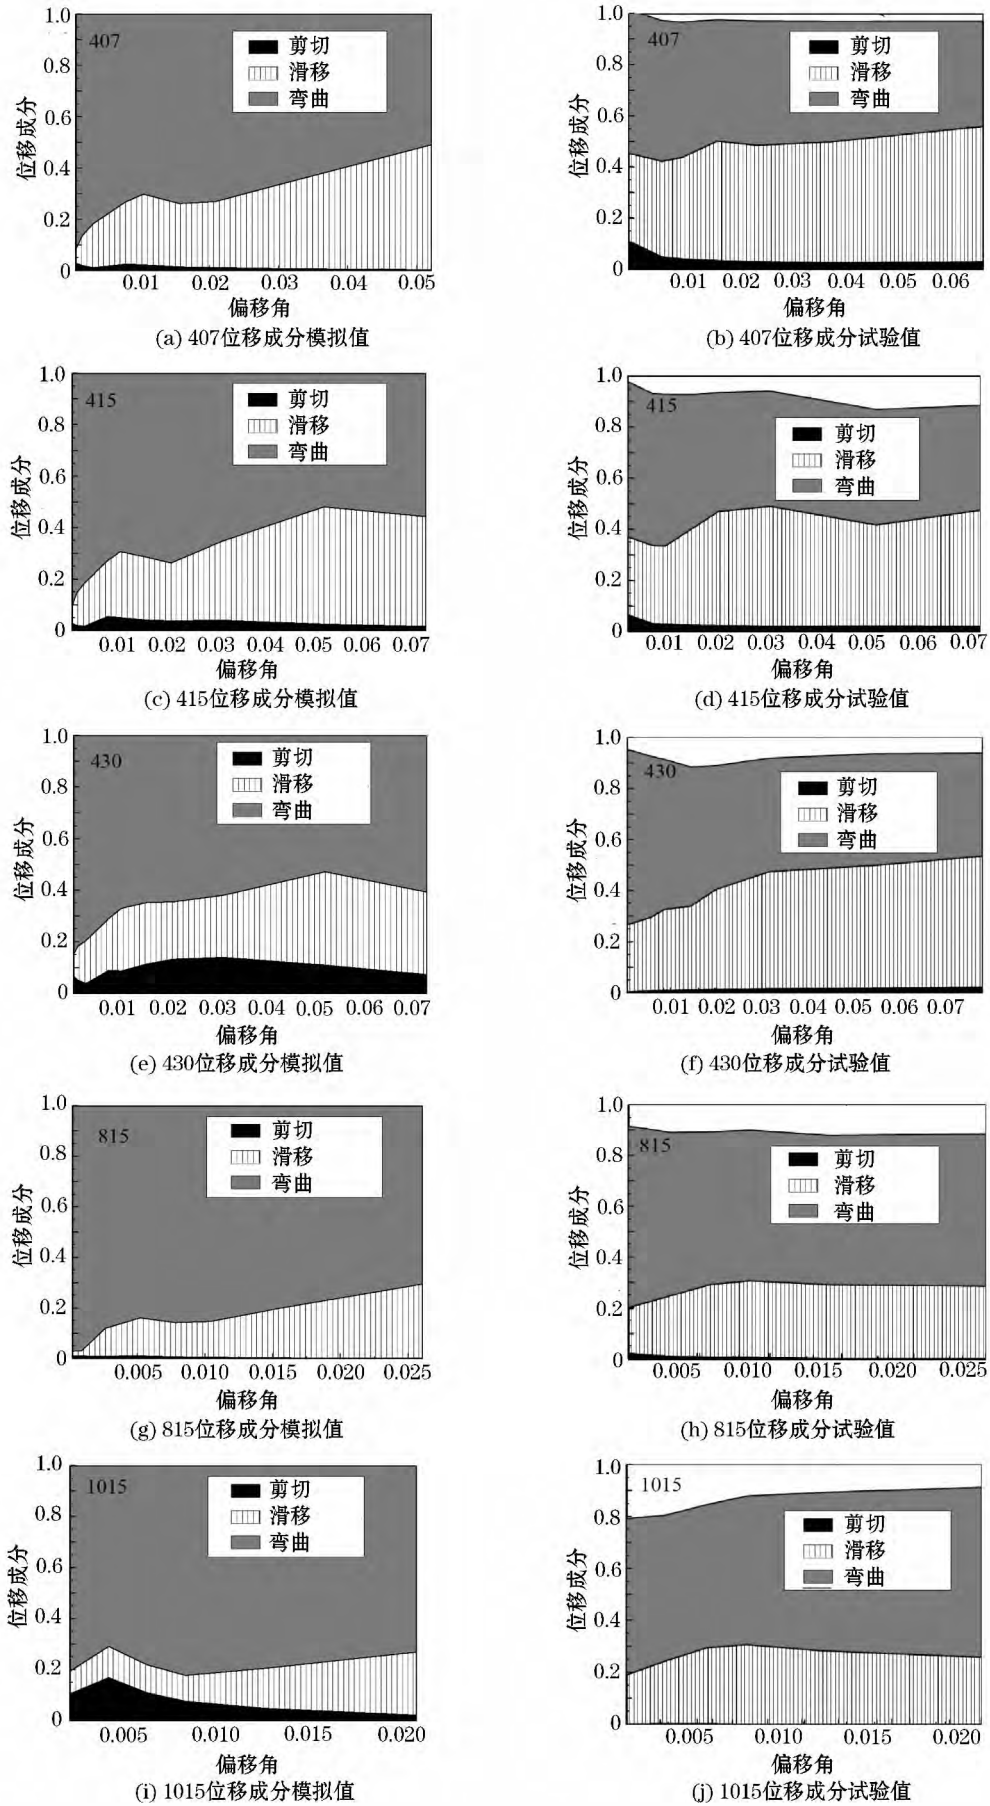 1.0
0.8
0.6
0.4
0.2
0
407
剪切
滑移
弯曲
位移成分
0.01 0.02 0.03 0.04 0.05
偏移角
(a) 407位移成分模拟值
1.0
0.8
0.6
0.4
0.2
0
407
剪切
滑移
弯曲
位移成分
0.01 0.02 0.03 0.04 0.05 0.06
偏移角
(b) 407位移成分试验值
1.0
0.8
0.6
0.4
0.2
0
415
剪切
滑移
弯曲
位移成分
0.01 0.02 0.03 0.04 0.05 0.06 0.07
偏移角
(c) 415位移成分模拟值
1.0
0.8
0.6
0.4
0.2
0
415
剪切
滑移
弯曲
位移成分
0.01 0.02 0.03 0.04 0.05 0.06 0.07
偏移角
(d) 415位移成分试验值
1.0
0.8
0.6
0.4
0.2
0
430
剪切
滑移
弯曲
位移成分
0.01 0.02 0.03 0.04 0.05 0.06 0.07
偏移角
(e) 430位移成分模拟值
1.0
0.8
0.6
0.4
0.2
0
430
剪切
滑移
弯曲
位移成分
0.01 0.02 0.03 0.04 0.05 0.06 0.07
偏移角
(f) 430位移成分试验值
1.0
0.8
0.6
0.4
0.2
0
815
剪切
滑移
弯曲
位移成分
0.005 0.010 0.015 0.020 0.025
偏移角
(g) 815位移成分模拟值
1.0
0.8
0.6
0.4
0.2
0
815
剪切
滑移
弯曲
位移成分
0.005 0.010 0.015 0.020 0.025
偏移角
(h) 815位移成分试验值
1.0
0.8
0.6
0.4
0.2
0
1015
剪切
滑移
弯曲
位移成分
0.005 0.010 0.015 0.020
偏移角
(i) 1015位移成分模拟值
1.0
0.8
0.6
0.4
0.2
0
1015
剪切
滑移
弯曲
位移成分
0.005 0.010 0.015 0.020
偏移角
(j) 1015位移成分试验值